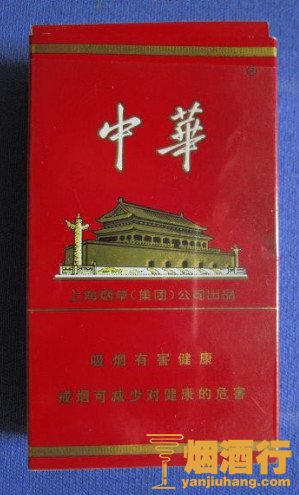 中華
上海烟草(集团)公司出品
吸烟有害健康
戒烟可减少对健康的危害
烟酒行
yanjiuhang.com